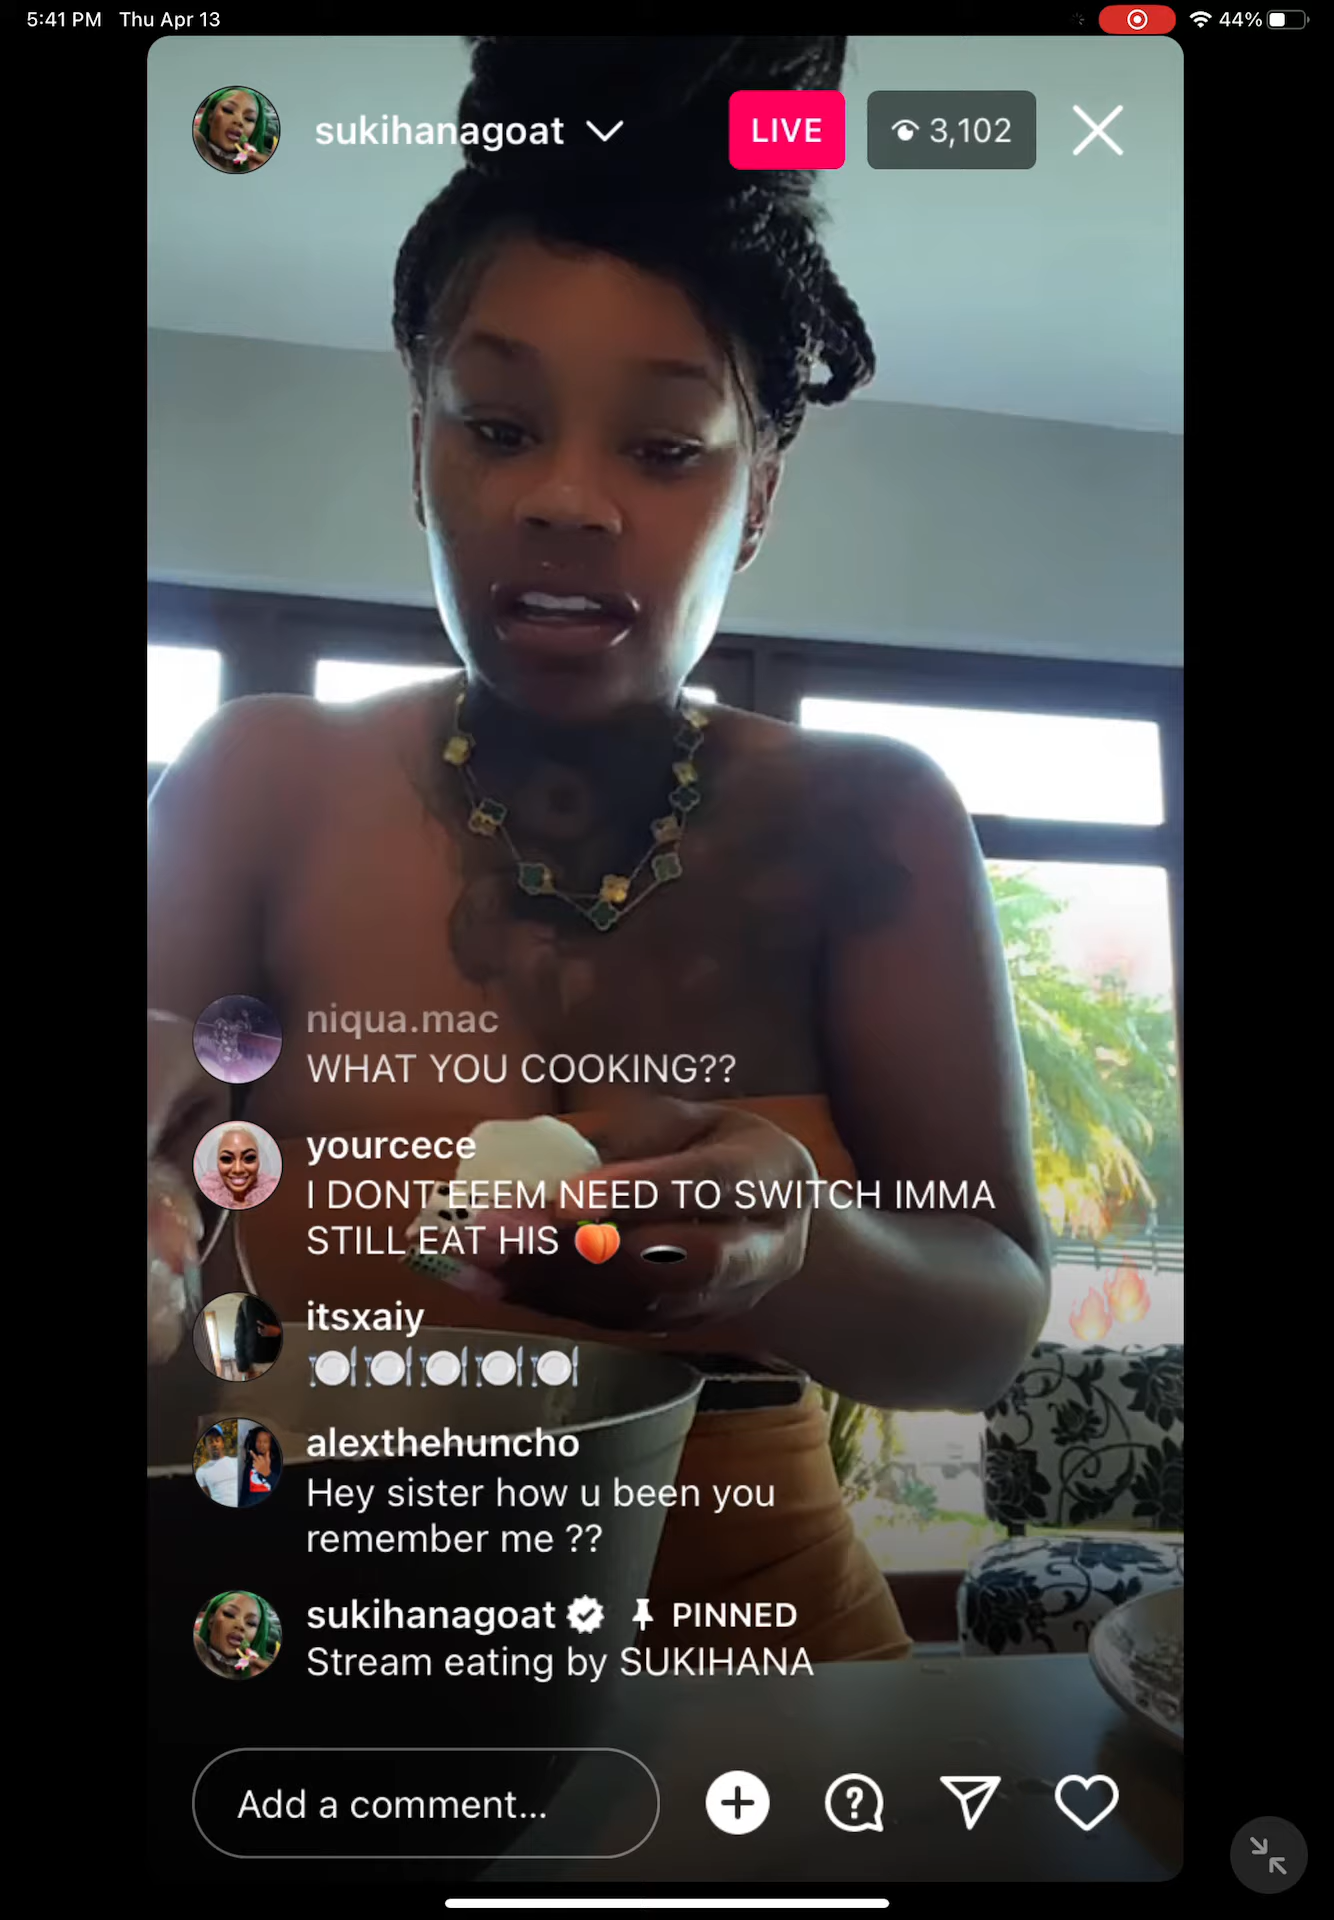 5:41 PM Thu Apr 13
44%
sukihanagoat
LIVE
3,102
niqua.mac
WHAT YOU COOKING??
yourcece
I DONT EEEM NEED TO SWITCH IMMA
STILL EAT HIS 🍑 🕳️
itsxaiy
🍽️🍽️🍽️🍽️🍽️
alexthehuncho
Hey sister how u been you
remember me ??
sukihanagoat PINNED
Stream eating by SUKIHANA
Add a comment...